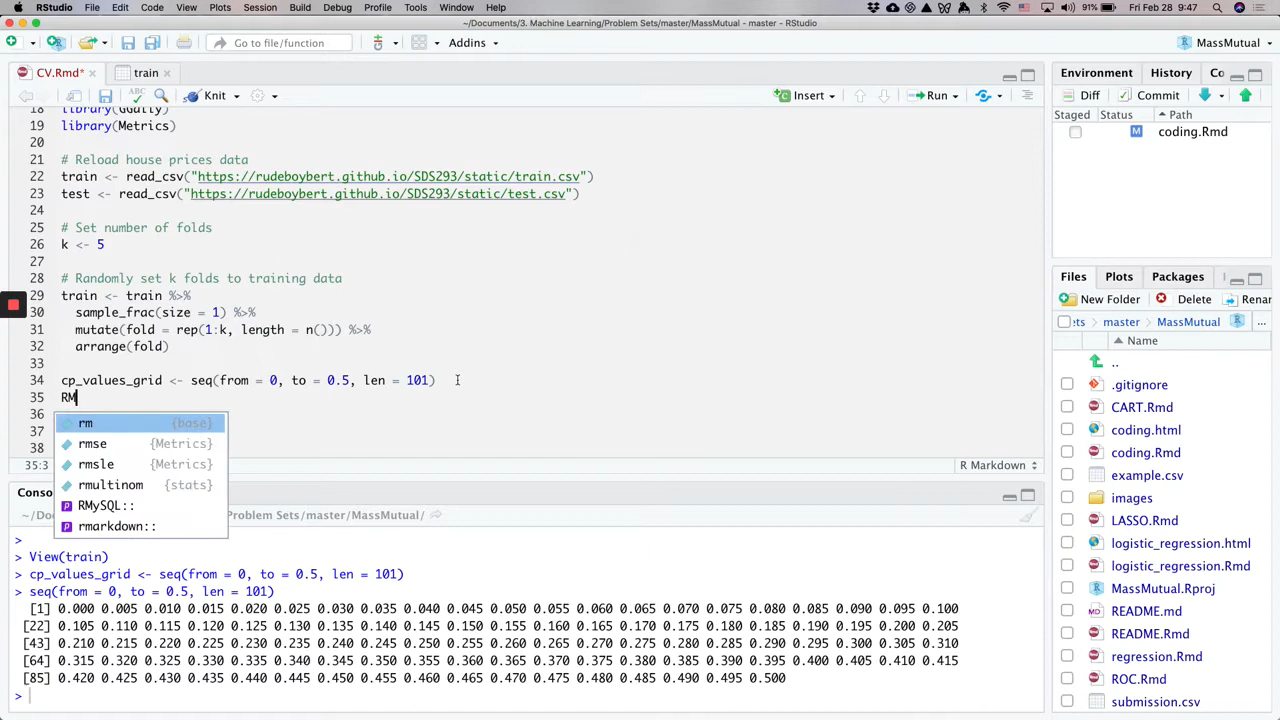 RStudio File Edit Code View Plots Session Build Debug Profile Tools Window Help 91% Fri Feb 28 9:47
~/Documents/3. Machine Learning/Problem Sets/master/MassMutual - master - RStudio
Go to file/function Addins MassMutual
CV.Rmd* train
Knit Insert Run
18 library(GGally)
19 library(Metrics)
20
21 # Reload house prices data
22 train <- read_csv("https://rudeboybert.github.io/SDS293/static/train.csv")
23 test <- read_csv("https://rudeboybert.github.io/SDS293/static/test.csv")
24
25 # Set number of folds
26 k <- 5
27
28 # Randomly set k folds to training data
29 train <- train %>%
30 sample_frac(size = 1) %>%
31 mutate(fold = rep(1:k, length = n())) %>%
32 arrange(fold)
33
34 cp_values_grid <- seq(from = 0, to = 0.5, len = 101)
35 RM
36
37
38
rm {base}
rmse {Metrics}
rmsle {Metrics}
rmultinom {stats}
RMySQL::
rmarkdown::
35:3 R Markdown
Conso
~/Doc Problem Sets/master/MassMutual/
>
> View(train)
> cp_values_grid <- seq(from = 0, to = 0.5, len = 101)
> seq(from = 0, to = 0.5, len = 101)
[1] 0.000 0.005 0.010 0.015 0.020 0.025 0.030 0.035 0.040 0.045 0.050 0.055 0.060 0.065 0.070 0.075 0.080 0.085 0.090 0.095 0.100
[22] 0.105 0.110 0.115 0.120 0.125 0.130 0.135 0.140 0.145 0.150 0.155 0.160 0.165 0.170 0.175 0.180 0.185 0.190 0.195 0.200 0.205
[43] 0.210 0.215 0.220 0.225 0.230 0.235 0.240 0.245 0.250 0.255 0.260 0.265 0.270 0.275 0.280 0.285 0.290 0.295 0.300 0.305 0.310
[64] 0.315 0.320 0.325 0.330 0.335 0.340 0.345 0.350 0.355 0.360 0.365 0.370 0.375 0.380 0.385 0.390 0.395 0.400 0.405 0.410 0.415
[85] 0.420 0.425 0.430 0.435 0.440 0.445 0.450 0.455 0.460 0.465 0.470 0.475 0.480 0.485 0.490 0.495 0.500
>
Environment History Co
Diff Commit
Staged Status Path
M coding.Rmd
Files Plots Packages
New Folder Delete Renar
ets master MassMutual ...
Name
..
.gitignore
CART.Rmd
coding.html
coding.Rmd
example.csv
images
LASSO.Rmd
logistic_regression.html
logistic_regression.Rmd
MassMutual.Rproj
README.md
README.Rmd
regression.Rmd
ROC.Rmd
submission.csv